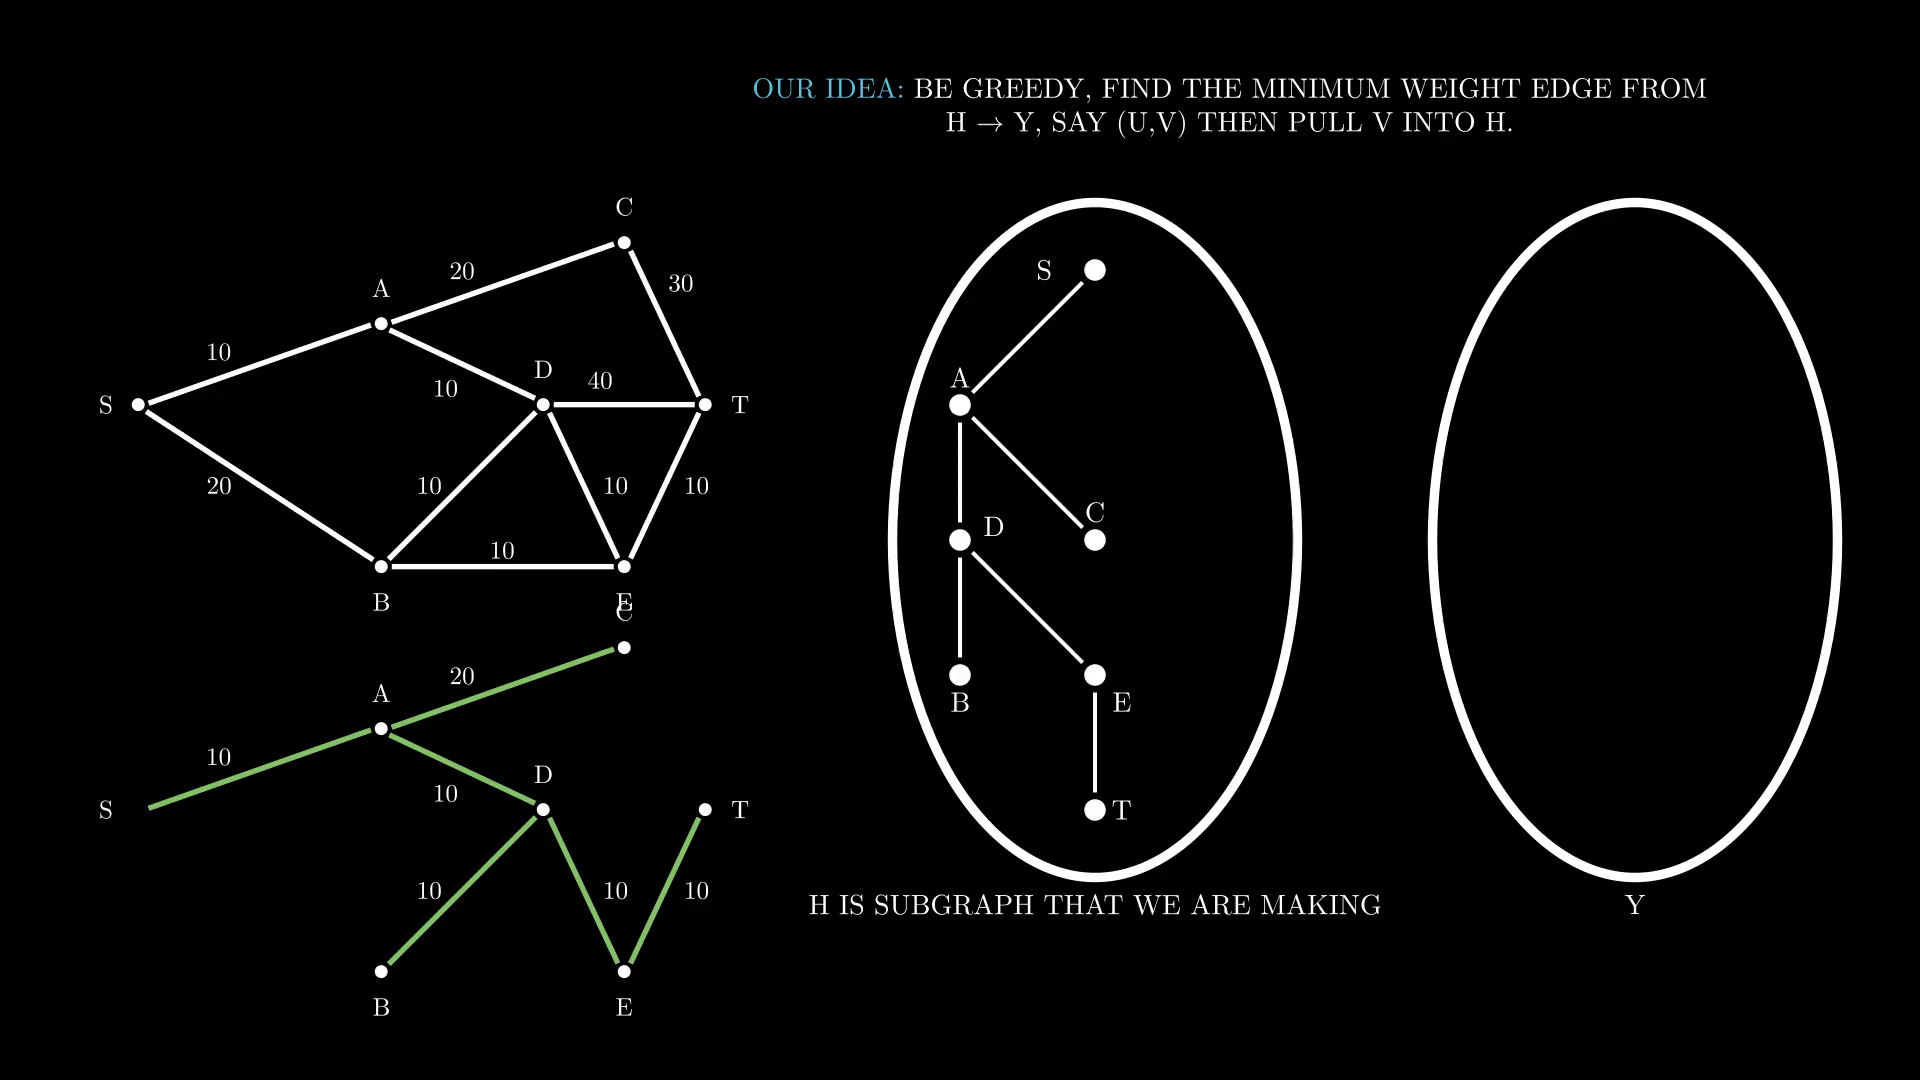 OUR IDEA: BE GREEDY, FIND THE MINIMUM WEIGHT EDGE FROM
H → Y, SAY (U,V) THEN PULL V INTO H.
C
20
30
A
10
10
D
40
S
T
20
10
10
10
10
B
E
C
20
A
10
10
D
S
T
10
10
10
B
E
S
A
D
C
B
E
T
H IS SUBGRAPH THAT WE ARE MAKING
Y